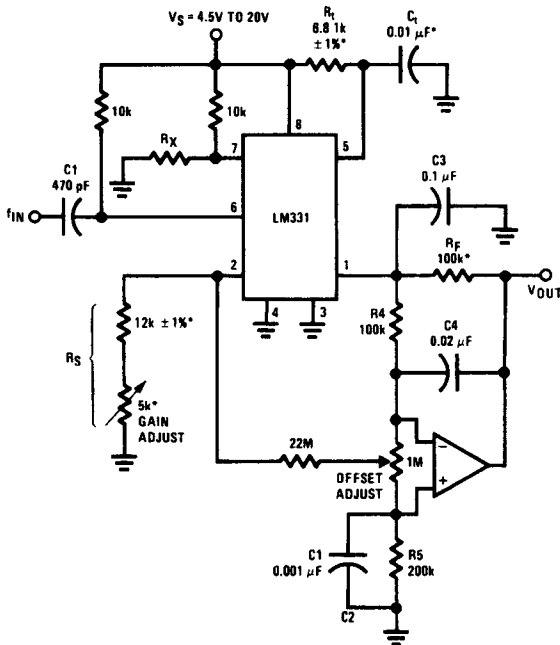 VS = 4.5V TO 20V
Rt
6.8 1k
± 1%*
Ct
0.01 μF*
10k
10k
RX
8
7
5
C1
470 pF
fIN
6
LM331
C3
0.1 μF
2
1
RF
100k*
VOUT
4
3
12k ± 1%*
R4
100k
C4
0.02 μF
RS
5k*
GAIN
ADJUST
22M
1M
OFFSET
ADJUST
−
+
C1
0.001 μF
R5
200k
C2